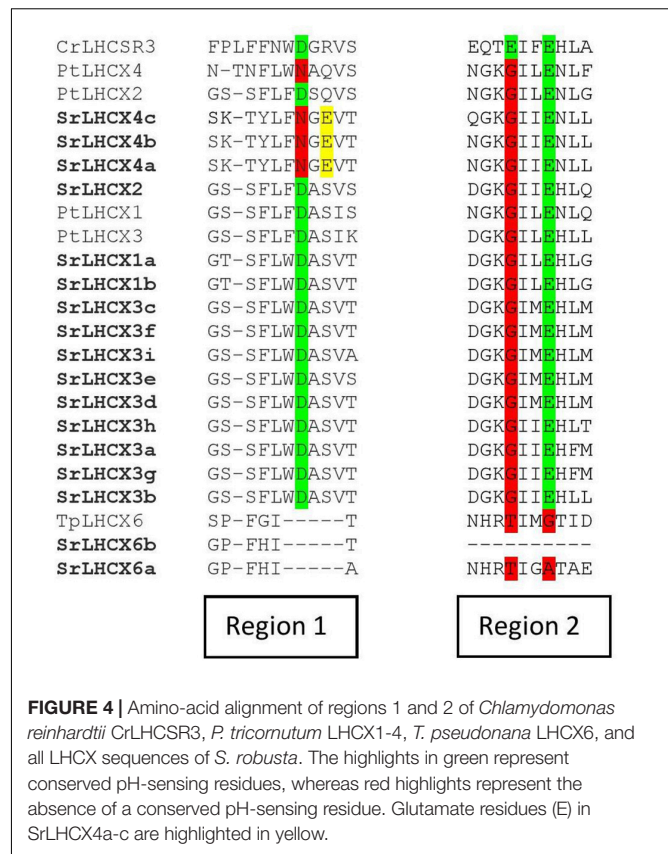 CrLHCSR3 FPLFFNWDGRVS EQTEIFEHLA
PtLHCX4 N-TNFLWNAQVS NGKGILENLF
PtLHCX2 GS-SFLFDSQVS NGKGILENLG
SrLHCX4c SK-TYLFNGEVT QGKGIIENLL
SrLHCX4b SK-TYLFNGEVT NGKGIIENLL
SrLHCX4a SK-TYLFNGEVT NGKGIIENLL
SrLHCX2 GS-SFLFDASVS DGKGIIEHLQ
PtLHCX1 GS-SFLFDASIS NGKGILENLQ
PtLHCX3 GS-SFLFDASIK DGKGILEHLL
SrLHCX1a GT-SFLWDASVT DGKGILEHLG
SrLHCX1b GT-SFLWDASVT DGKGILEHLG
SrLHCX3c GS-SFLWDASVT DGKGIMEHLM
SrLHCX3f GS-SFLWDASVT DGKGIMEHLM
SrLHCX3i GS-SFLWDASVA DGKGIMEHLM
SrLHCX3e GS-SFLWDASVS DGKGIMEHLM
SrLHCX3d GS-SFLWDASVT DGKGIMEHLM
SrLHCX3h GS-SFLWDASVT DGKGIIEHLT
SrLHCX3a GS-SFLWDASVT DGKGIIEHFM
SrLHCX3g GS-SFLWDASVT DGKGIIEHFM
SrLHCX3b GS-SFLWDASVT DGKGIIEHLL
TpLHCX6 SP-FGI-----T NHRTIMGTID
SrLHCX6b GP-FHI-----T ----------
SrLHCX6a GP-FHI-----A NHRTIGATAE
Region 1 Region 2
FIGURE 4 | Amino-acid alignment of regions 1 and 2 of Chlamydomonas
reinhardtii CrLHCSR3, P. tricornutum LHCX1-4, T. pseudonana LHCX6, and
all LHCX sequences of S. robusta. The highlights in green represent
conserved pH-sensing residues, whereas red highlights represent the
absence of a conserved pH-sensing residue. Glutamate residues (E) in
SrLHCX4a-c are highlighted in yellow.